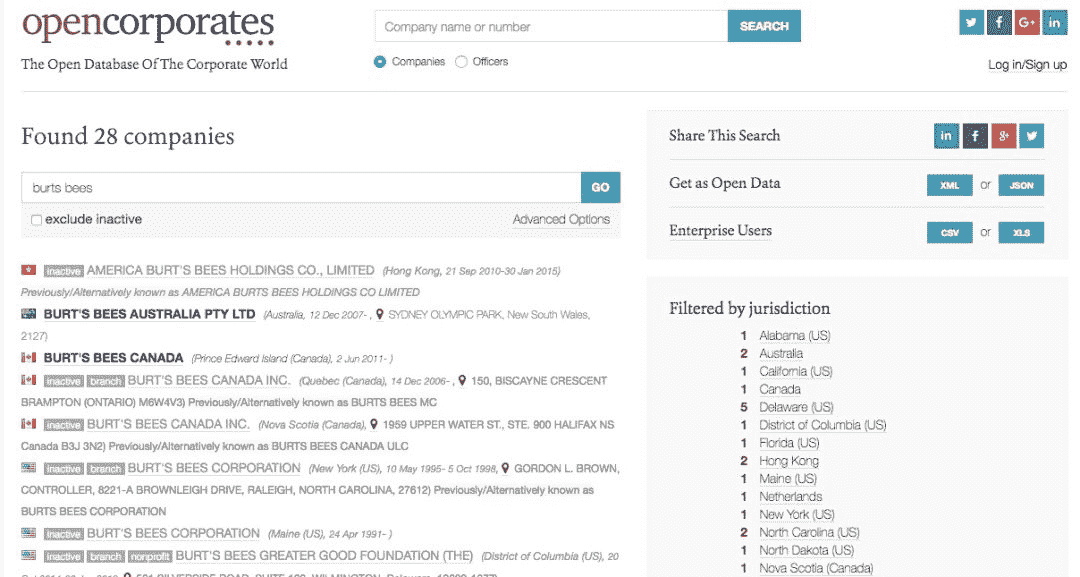 opencorporates
The Open Database Of The Corporate World
Company name or number
SEARCH
Companies Officers
Log in/Sign up
Found 28 companies
burts bees
GO
exclude inactive
Advanced Options
inactive AMERICA BURT'S BEES HOLDINGS CO., LIMITED (Hong Kong, 21 Sep 2010-30 Jan 2015)
Previously/Alternatively known as AMERICA BURTS BEES HOLDINGS CO LIMITED
BURT'S BEES AUSTRALIA PTY LTD (Australia, 12 Dec 2007- , SYDNEY OLYMPIC PARK, New South Wales,
2127)
BURT'S BEES CANADA (Prince Edward Island (Canada), 2 Jun 2011- )
inactive branch BURT'S BEES CANADA INC. (Quebec (Canada), 14 Dec 2006- , 150, BISCAYNE CRESCENT
BRAMPTON (ONTARIO) M6W4V3) Previously/Alternatively known as BURTS BEES MC
inactive BURT'S BEES CANADA INC. (Nova Scotia (Canada), 1959 UPPER WATER ST., STE. 900 HALIFAX NS
Canada B3J 3N2) Previously/Alternatively known as BURTS BEES CANADA ULC
inactive branch BURT'S BEES CORPORATION (New York (US), 10 May 1995- 5 Oct 1998, GORDON L. BROWN,
CONTROLLER, 8221-A BROWNLEIGH DRIVE, RALEIGH, NORTH CAROLINA, 27612) Previously/Alternatively known as
BURTS BEES CORPORATION
inactive BURT'S BEES CORPORATION (Maine (US), 24 Apr 1991- )
inactive branch nonprofit BURT'S BEES GREATER GOOD FOUNDATION (THE) (District of Columbia (US), 20
Share This Search
Get as Open Data
XML or JSON
Enterprise Users
CSV or XLS
Filtered by jurisdiction
1 Alabama (US)
2 Australia
1 California (US)
1 Canada
5 Delaware (US)
1 District of Columbia (US)
1 Florida (US)
2 Hong Kong
1 Maine (US)
1 Netherlands
1 New York (US)
2 North Carolina (US)
1 North Dakota (US)
1 Nova Scotia (Canada)